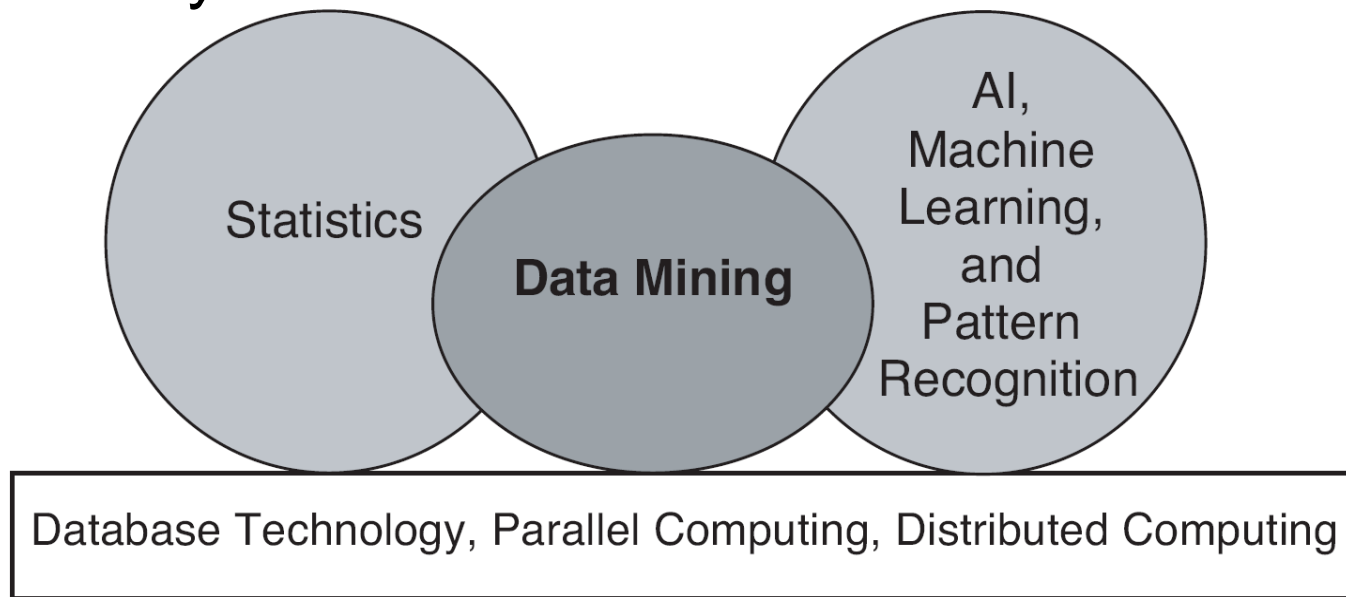 Statistics
Data Mining
AI,
Machine
Learning,
and
Pattern
Recognition
Database Technology, Parallel Computing, Distributed Computing